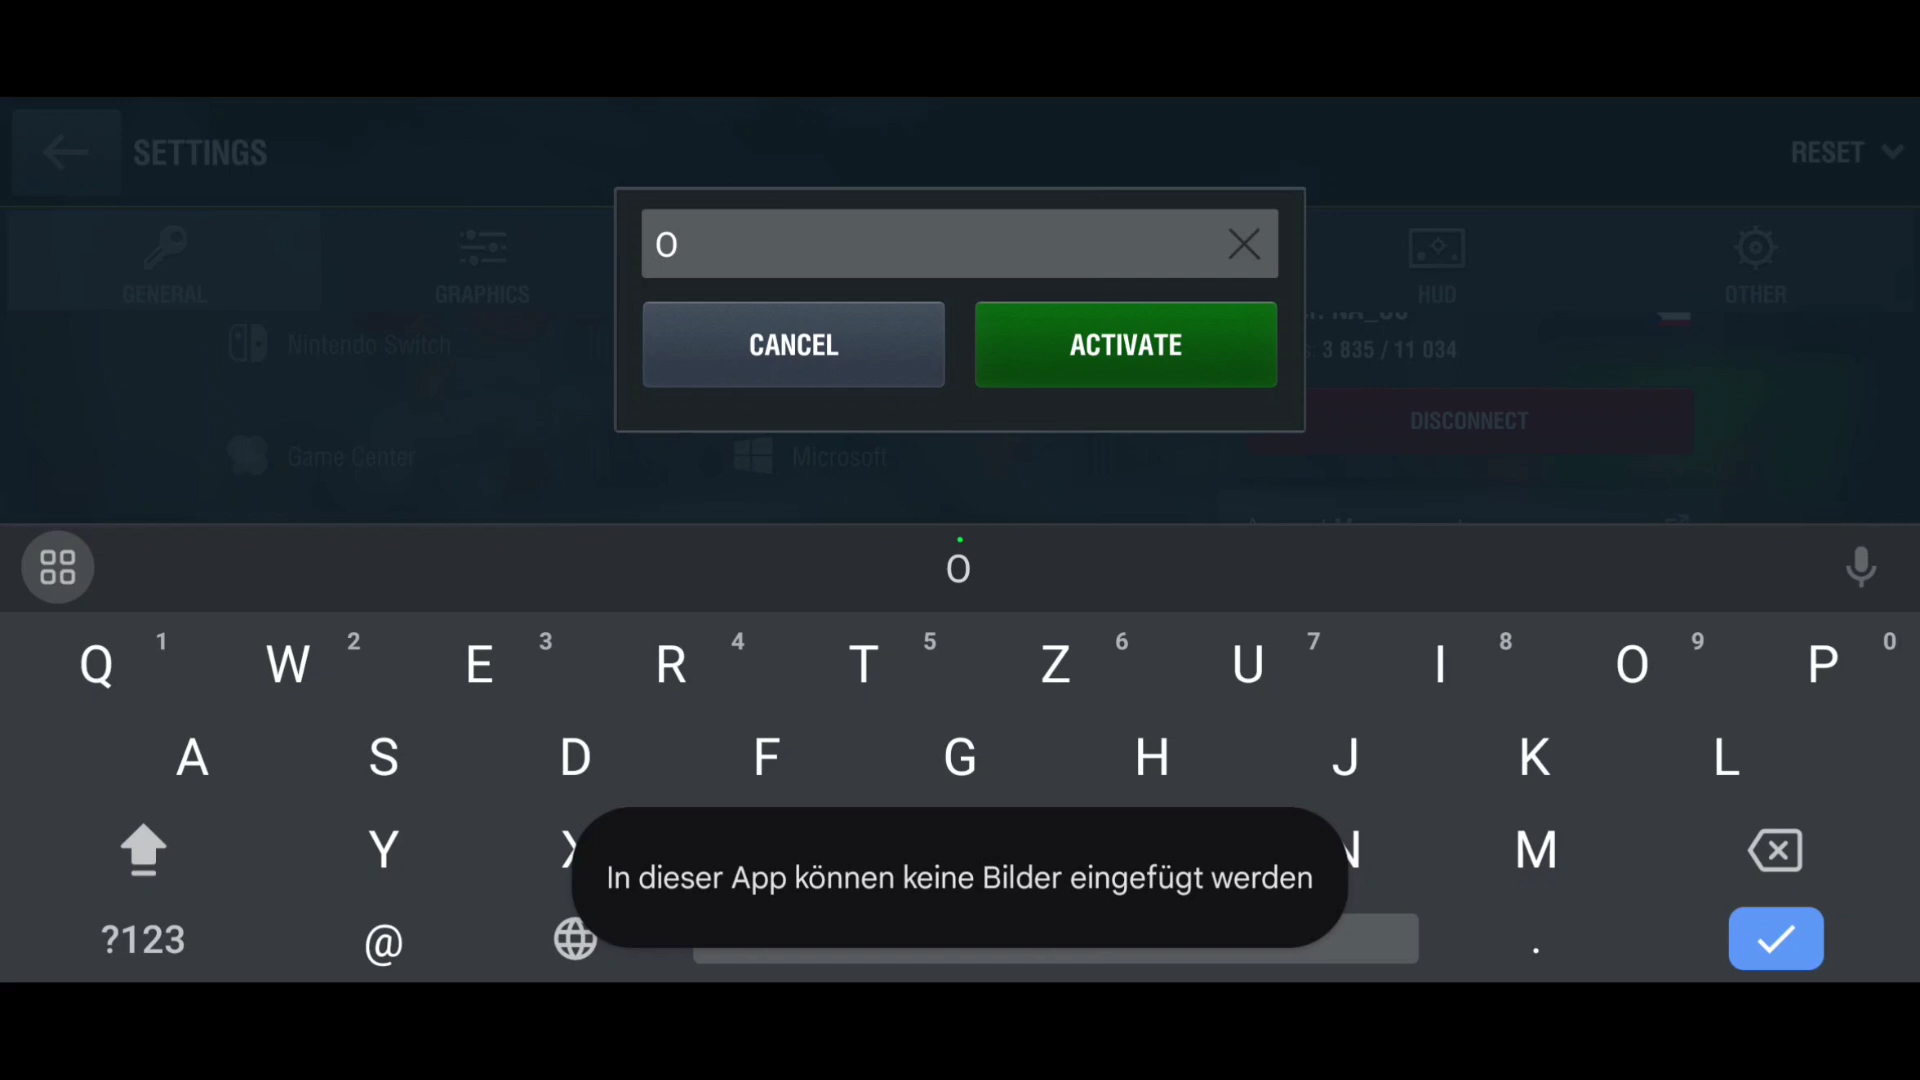 SETTINGS
RESET
O
CANCEL
ACTIVATE
GENERAL
GRAPHICS
HUD
OTHER
Nintendo Switch
3 835 / 11 034
DISCONNECT
Game Center
Microsoft
O
Q 1 W 2 E 3 R 4 T 5 Z 6 U 7 I 8 O 9 P 0
A S D F G H J K L
Y M
In dieser App können keine Bilder eingefügt werden
?123 @ .